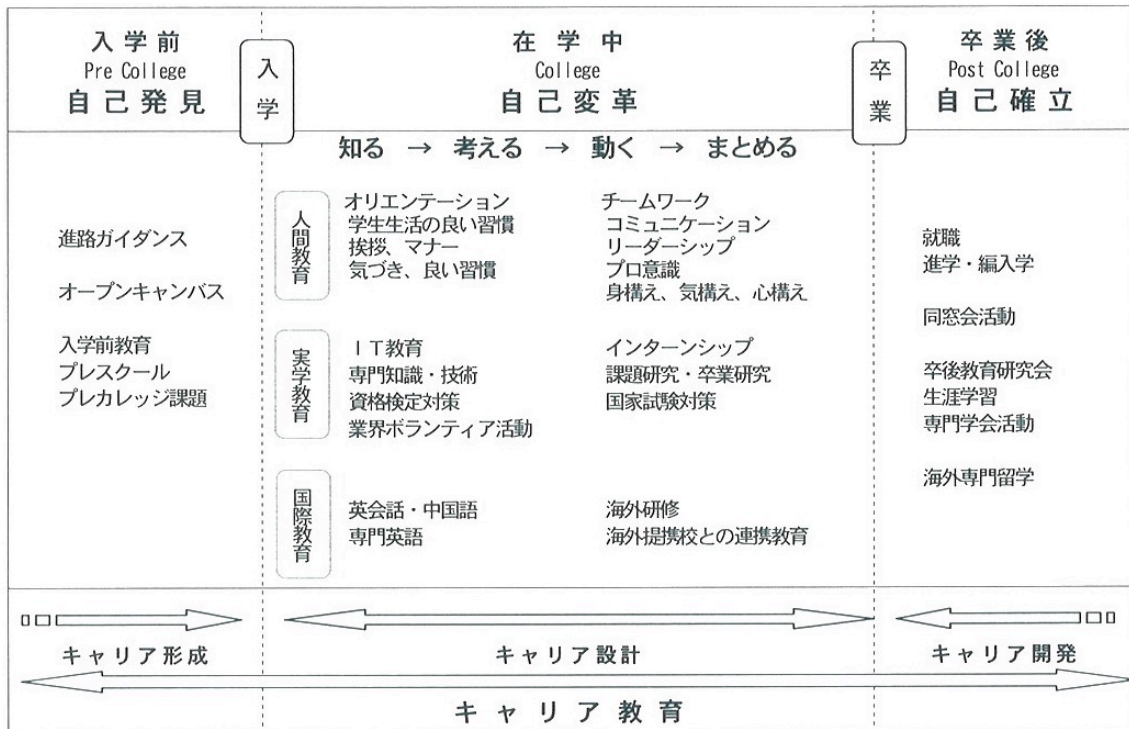 入学前
Pre College
自己発見
入学
在学中
College
自己変革
卒業
卒業後
Post College
自己確立
進路ガイダンス
オープンキャンバス
入学前教育
プレスクール
プレカレッジ課題
知る → 考える → 動く → まとめる
人間教育
オリエンテーション
学生生活の良い習慣
挨拶、マナー
気づき、良い習慣
チームワーク
コミュニケーション
リーダーシップ
プロ意識
身構え、気構え、心構え
実学教育
IT教育
専門知識・技術
資格検定対策
業界ボランティア活動
インターンシップ
課題研究・卒業研究
国家試験対策
国際教育
英会話・中国語
専門英語
海外研修
海外提携校との連携教育
就職
進学・編入学
同窓会活動
卒後教育研究会
生涯学習
専門学会活動
海外専門留学
キャリア形成
キャリア設計
キャリア開発
キャリア教育